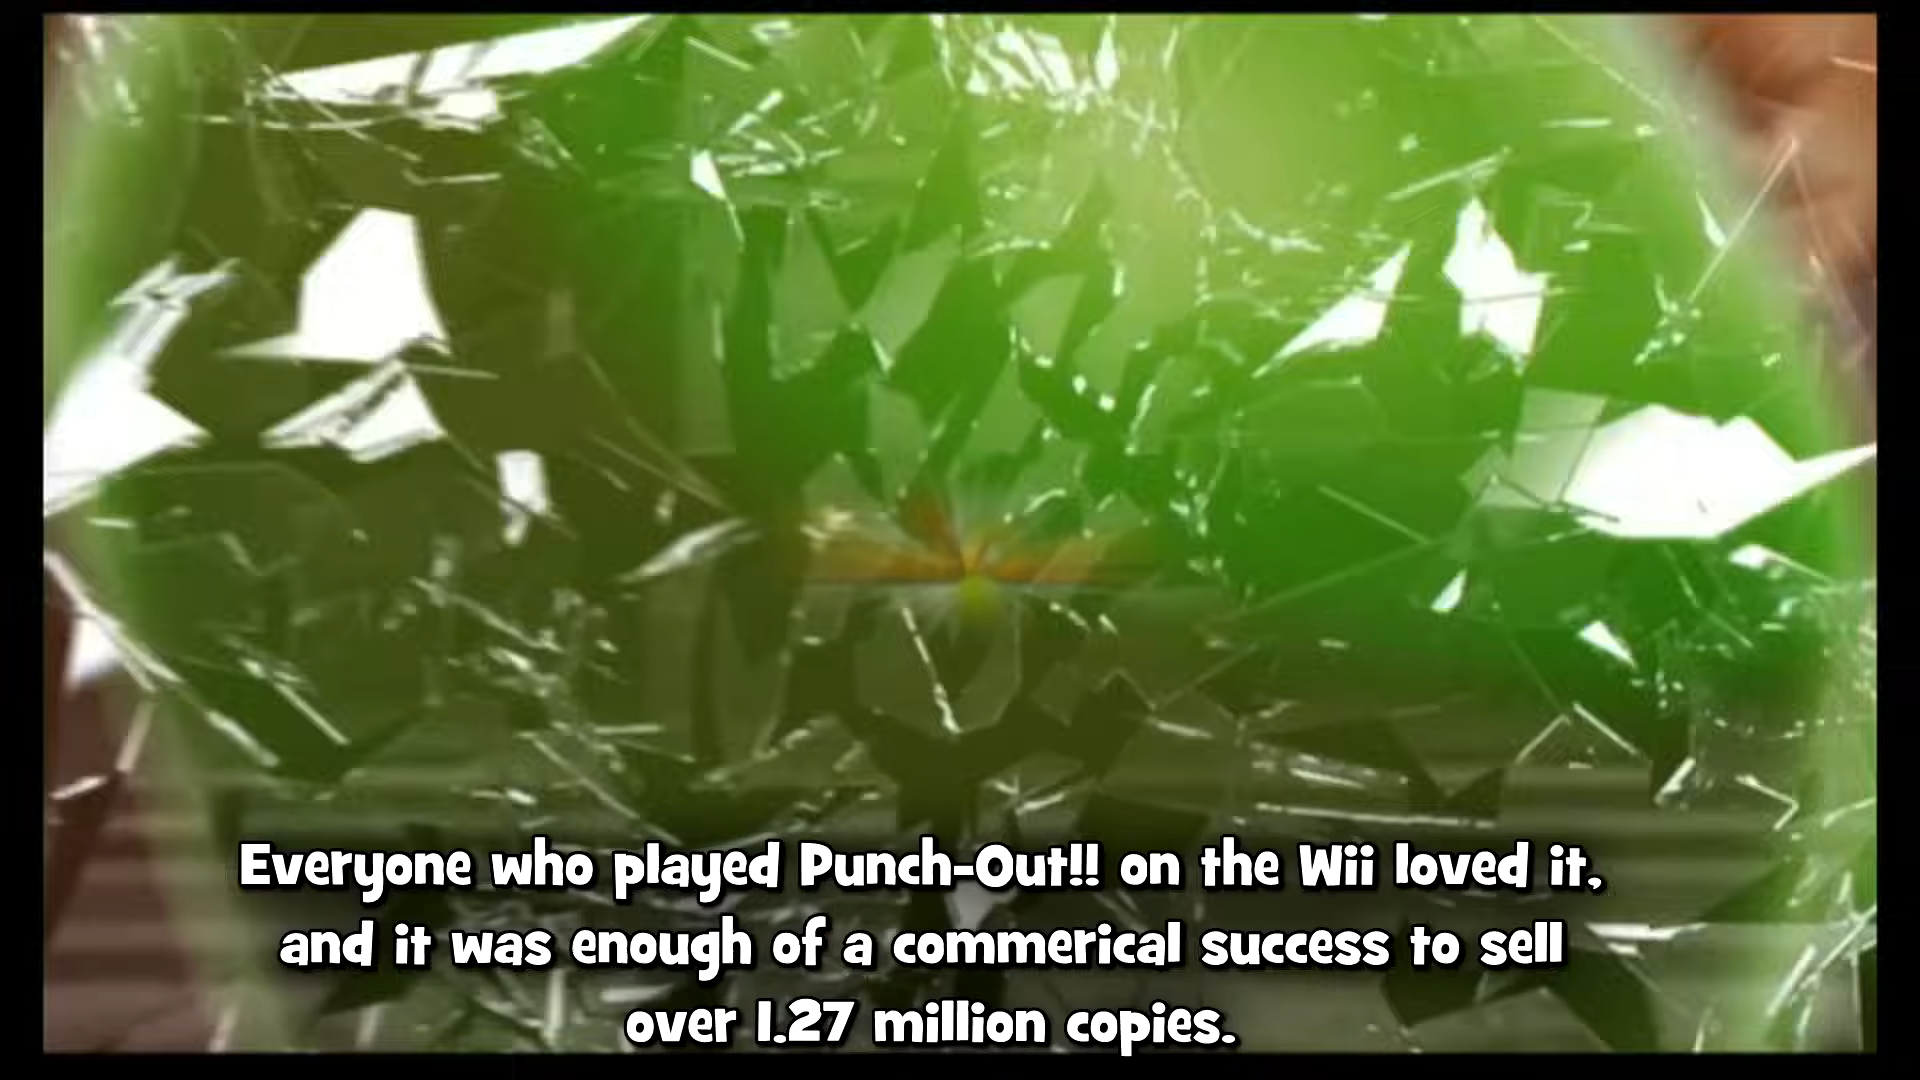 Everyone who played Punch-Out!! on the Wii loved it,
and it was enough of a commerical success to sell
over 1.27 million copies.